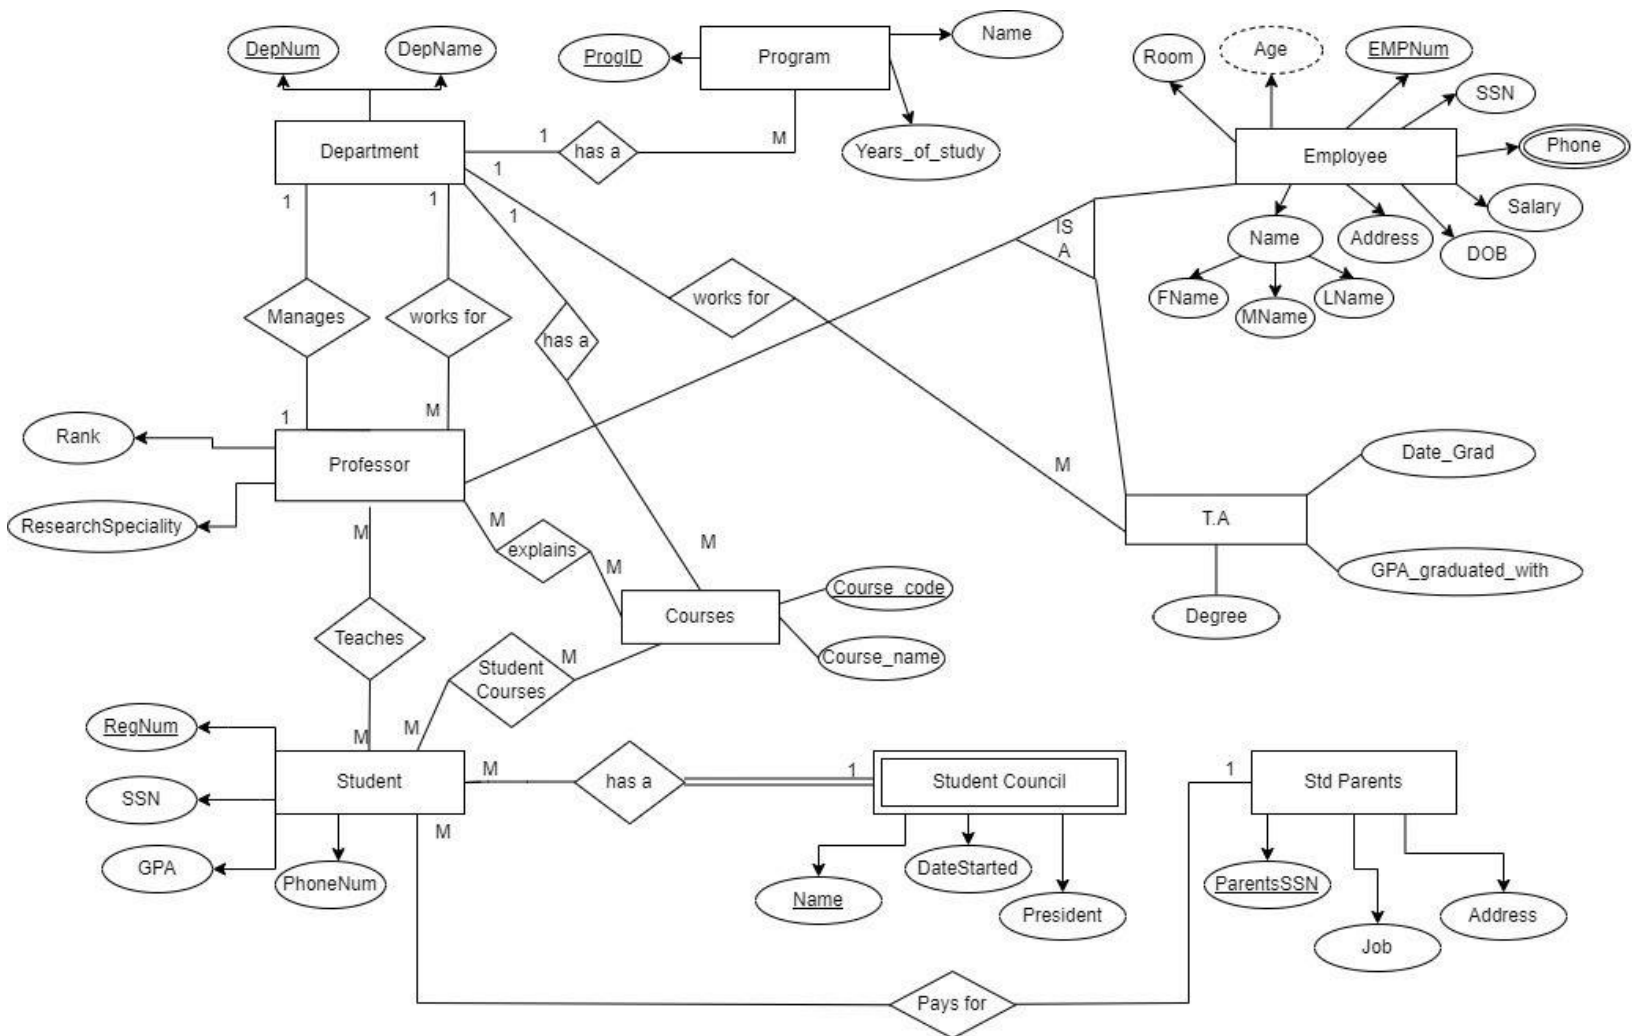 DepNum
DepName
ProgID
Program
Name
Room
Age
EMPNum
SSN
Phone
Department
1
has a
M
Years_of_study
Employee
Salary
1
1
1
1
IS
A
Name
Address
DOB
FName
MName
LName
Manages
works for
has a
works for
1
M
Rank
Professor
M
Date_Grad
ResearchSpeciality
M
M
explains
M
M
T.A
GPA_graduated_with
Degree
Courses
Course_code
Course_name
Teaches
Student
Courses
M
M
M
RegNum
SSN
GPA
PhoneNum
Student
M
has a
1
Student Council
1
Std Parents
M
Name
DateStarted
President
ParentsSSN
Job
Address
Pays for